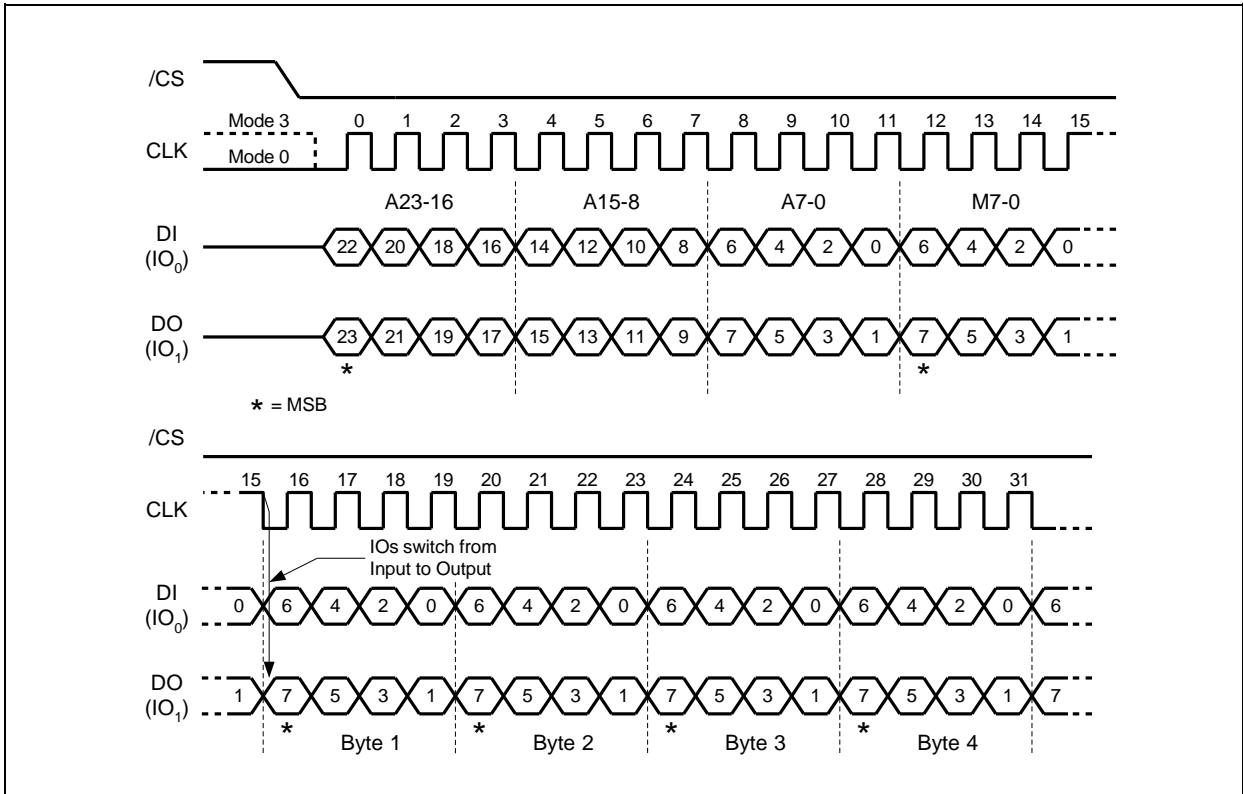 /CS
Mode 3 0 1 2 3 4 5 6 7 8 9 10 11 12 13 14 15
CLK
Mode 0
A23-16 A15-8 A7-0 M7-0
DI
(IO0)
22 20 18 16 14 12 10 8 6 4 2 0 6 4 2 0
DO
(IO1)
23 21 19 17 15 13 11 9 7 5 3 1 7 5 3 1
* *
* = MSB
/CS
15 16 17 18 19 20 21 22 23 24 25 26 27 28 29 30 31
CLK
IOs switch from
Input to Output
DI
(IO0)
0 6 4 2 0 6 4 2 0 6 4 2 0 6 4 2 0 6
DO
(IO1)
1 7 5 3 1 7 5 3 1 7 5 3 1 7 5 3 1 7
* * * *
Byte 1 Byte 2 Byte 3 Byte 4